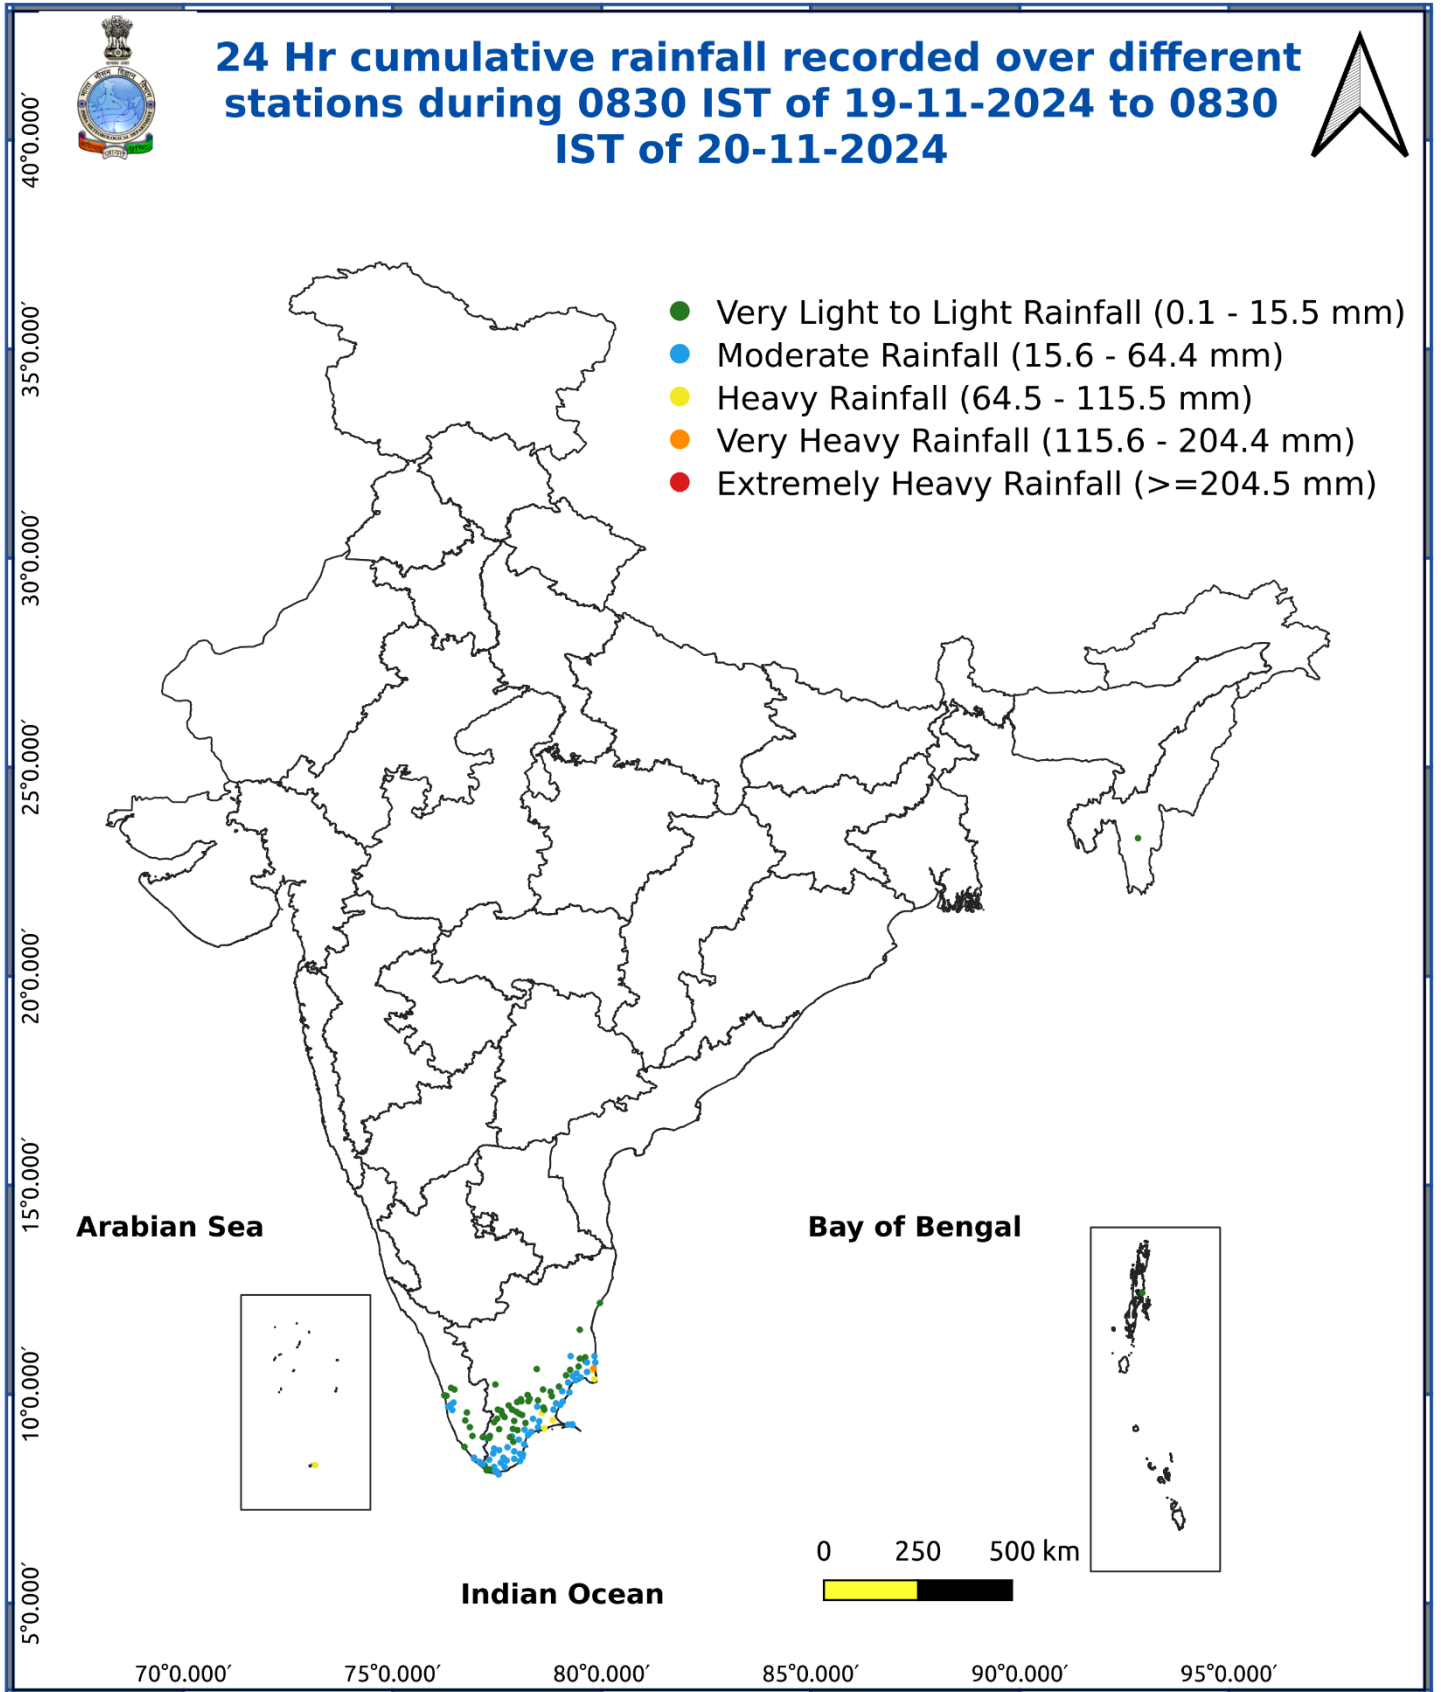 24 Hr cumulative rainfall recorded over different
stations during 0830 IST of 19-11-2024 to 0830
IST of 20-11-2024
Very Light to Light Rainfall (0.1 - 15.5 mm)
Moderate Rainfall (15.6 - 64.4 mm)
Heavy Rainfall (64.5 - 115.5 mm)
Very Heavy Rainfall (115.6 - 204.4 mm)
Extremely Heavy Rainfall (>=204.5 mm)
40°0.000′
35°0.000′
30°0.000′
25°0.000′
20°0.000′
15°0.000′
10°0.000′
5°0.000′
Arabian Sea
Bay of Bengal
Indian Ocean
0 250 500 km
70°0.000′ 75°0.000′ 80°0.000′ 85°0.000′ 90°0.000′ 95°0.000′